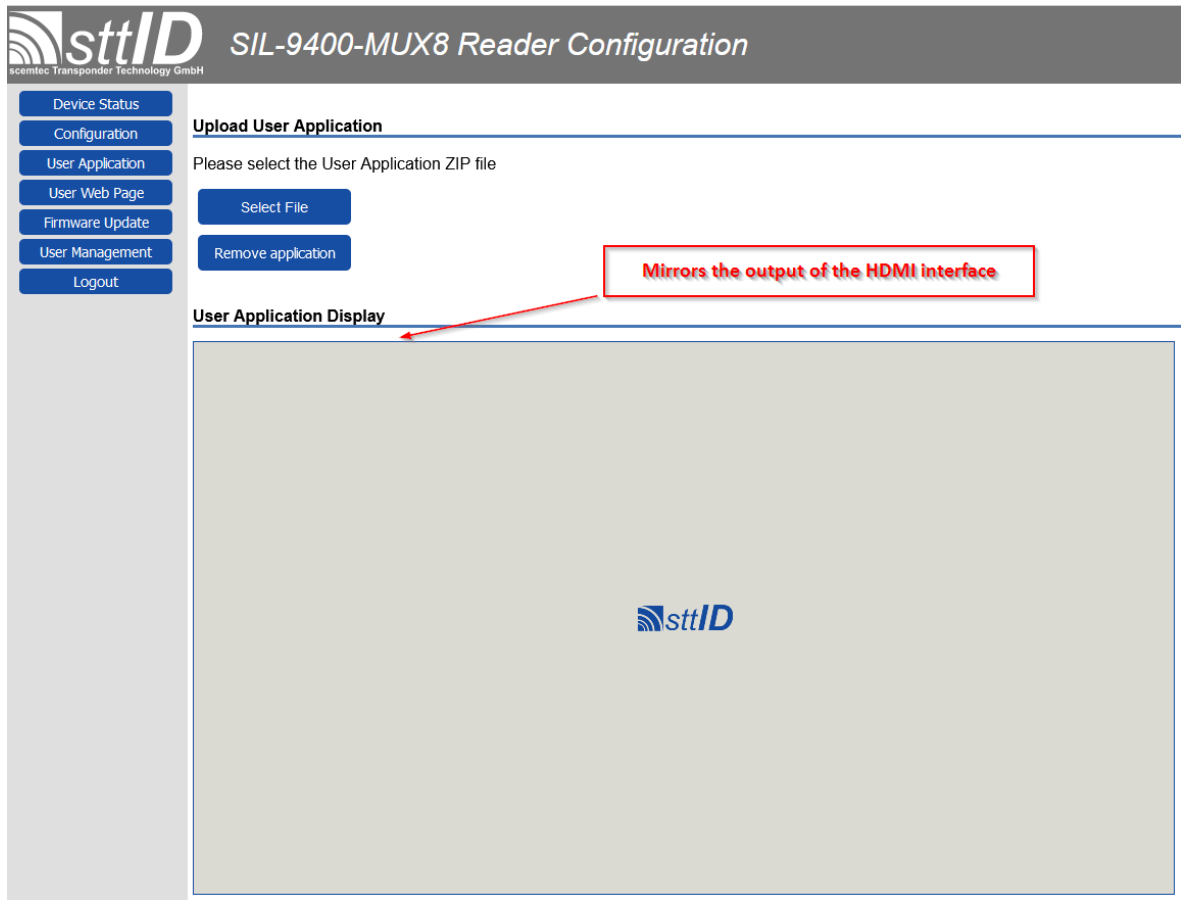 sttID
scemtec Transponder Technology GmbH
SIL-9400-MUX8 Reader Configuration
Device Status
Configuration
User Application
User Web Page
Firmware Update
User Management
Logout
Upload User Application
Please select the User Application ZIP file
Select File
Remove application
Mirrors the output of the HDMI interface
User Application Display
sttID